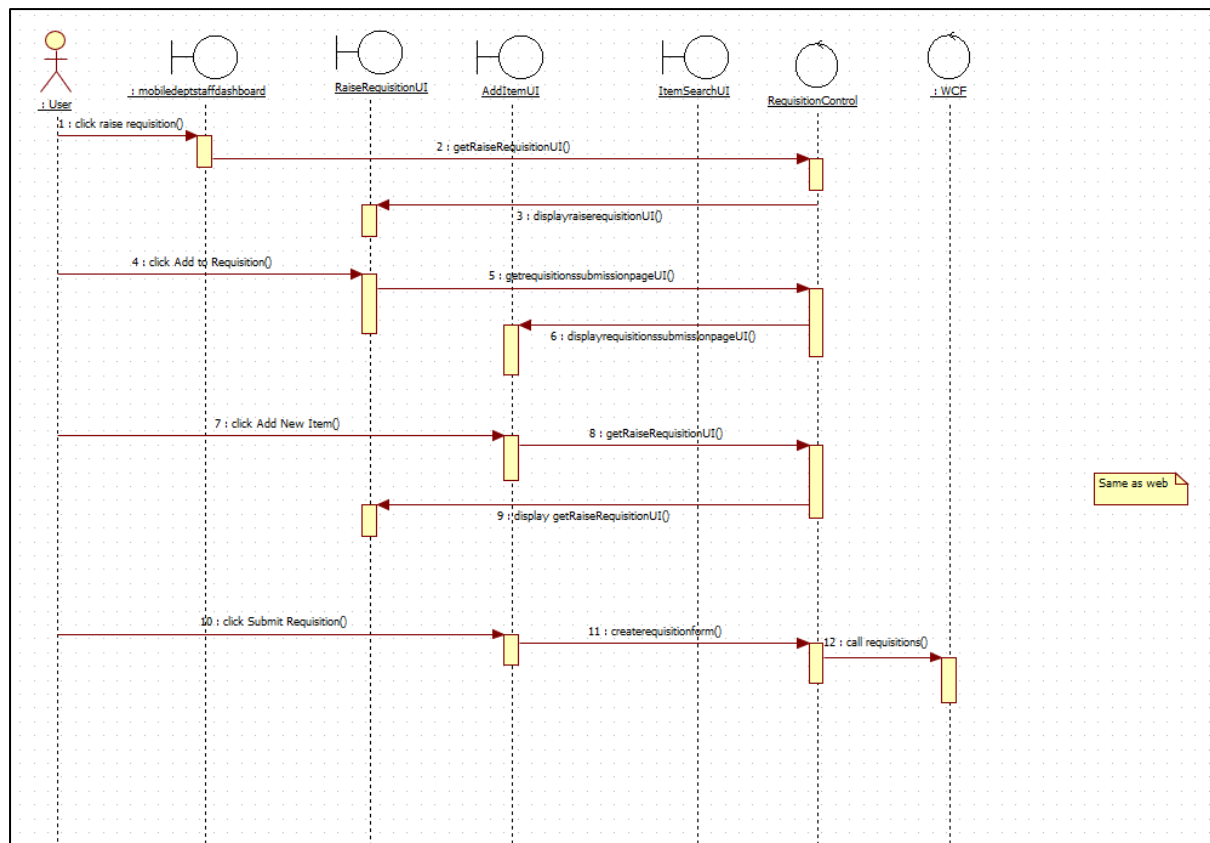 : User
: mobiledeptstaffdashboard
RaiseRequisitionUI
AddItemUI
ItemSearchUI
RequisitionControl
: WCF
1 : click raise requisition()
2 : getRaiseRequisitionUI()
3 : displayraiserequisitionUI()
4 : click Add to Requisition()
5 : getrequisitionssubmissionpageUI()
6 : displayrequisitionssubmissionpageUI()
7 : click Add New Item()
8 : getRaiseRequisitionUI()
Same as web
9 : display getRaiseRequisitionUI()
10 : click Submit Requisition()
11 : createrequisitionform()
12 : call requisitions()